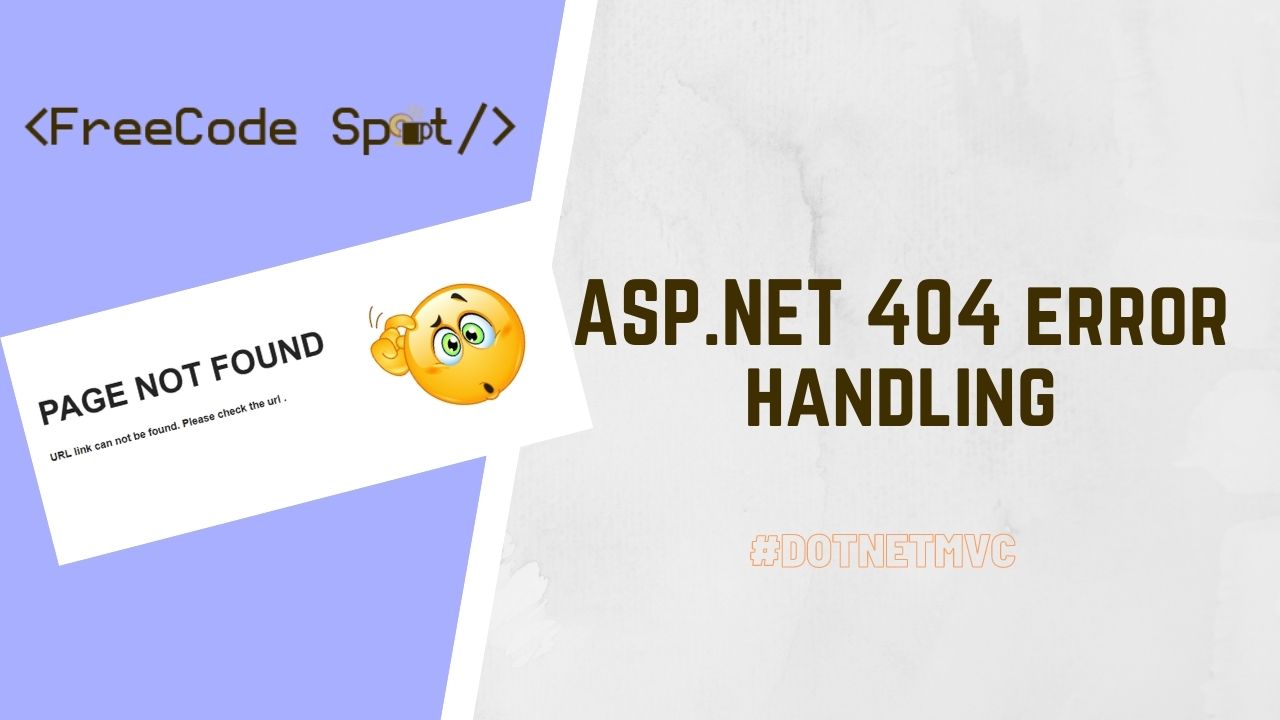 <FreeCode Spot/>
PAGE NOT FOUND
URL link can not be found. Please check the url .
ASP.NET 404 ERROR
HANDLING
#DOTNETMVC